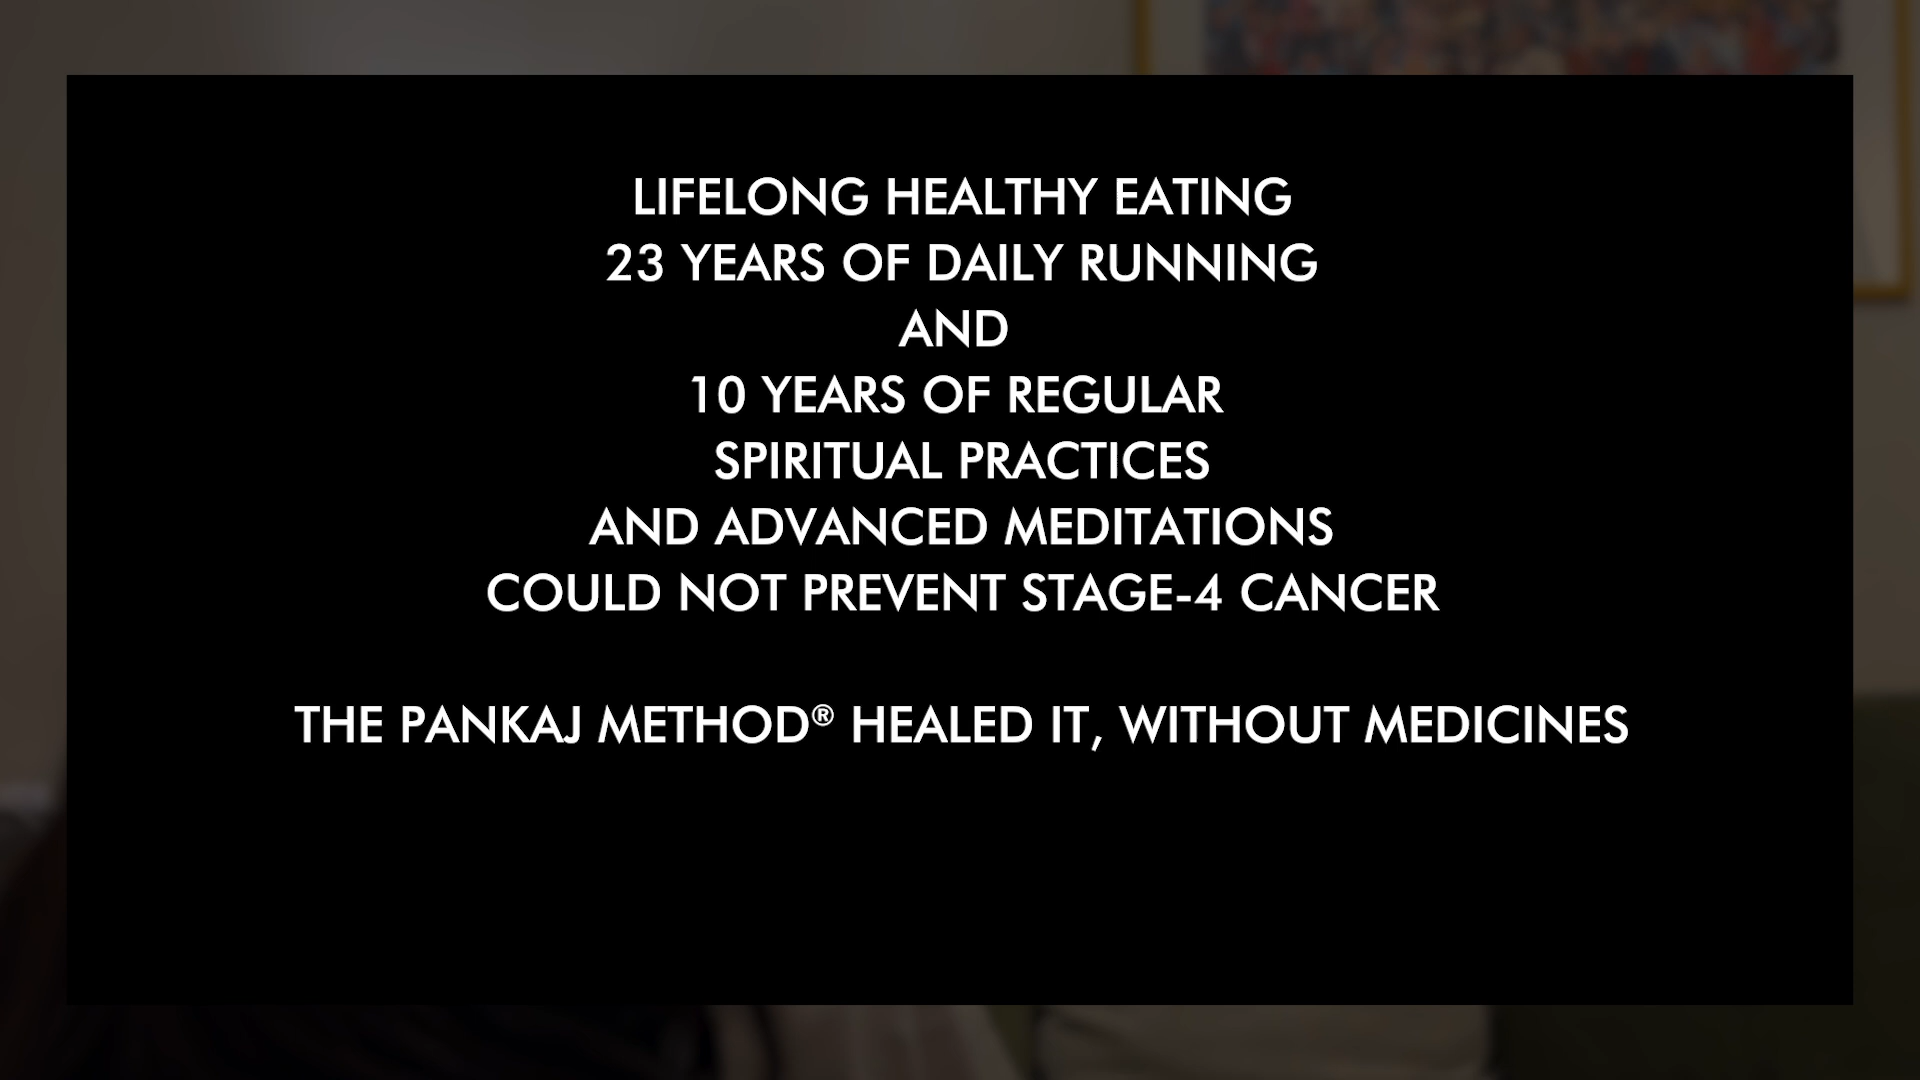 LIFELONG HEALTHY EATING
23 YEARS OF DAILY RUNNING
AND
10 YEARS OF REGULAR
SPIRITUAL PRACTICES
AND ADVANCED MEDITATIONS
COULD NOT PREVENT STAGE-4 CANCER
THE PANKAJ METHOD® HEALED IT, WITHOUT MEDICINES